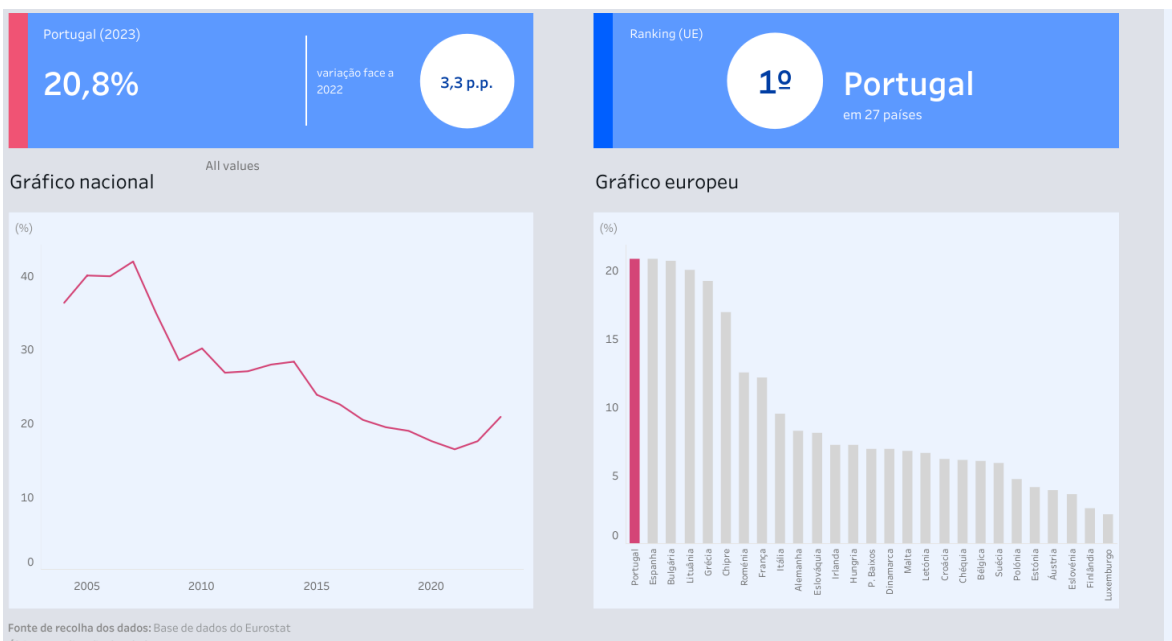 Portugal (2023)
20,8%
variação face a
2022
3,3 p.p.
Ranking (UE)
1º
Portugal
em 27 países
All values
Gráfico nacional
(%)
40
30
20
10
0
2005
2010
2015
2020
Gráfico europeu
(%)
20
15
10
5
0
Portugal
Espanha
Bulgária
Lituânia
Grécia
Chipre
Roménia
França
Itália
Alemanha
Eslováquia
Irlanda
Hungria
P. Baixos
Dinamarca
Malta
Letónia
Croácia
Chéquia
Bélgica
Suécia
Polónia
Estónia
Áustria
Eslovénia
Finlândia
Luxemburgo
Fonte de recolha dos dados: Base de dados do Eurostat